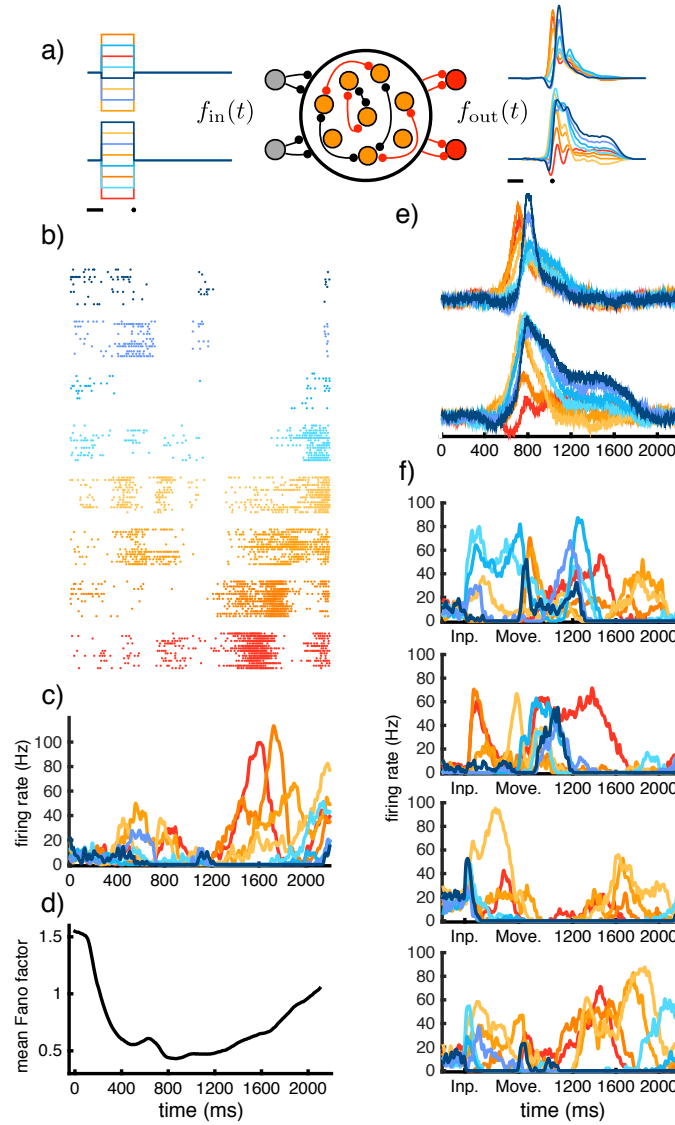 a)
f_in(t)
f_out(t)
b)
e)
0 400 800 1200 1600 2000
f)
100
80
60
40
20
0
Inp. Move. 1200 1600 2000
100
80
60
40
20
0
Inp. Move. 1200 1600 2000
firing rate (Hz)
100
80
60
40
20
0
Inp. Move. 1200 1600 2000
100
80
60
40
20
0
Inp. Move. 1200 1600 2000
time (ms)
c)
firing rate (Hz)
100
80
60
40
20
0
0 400 800 1200 1600 2000
d)
mean Fano factor
1.5
1
0.5
0 400 800 1200 1600 2000
time (ms)